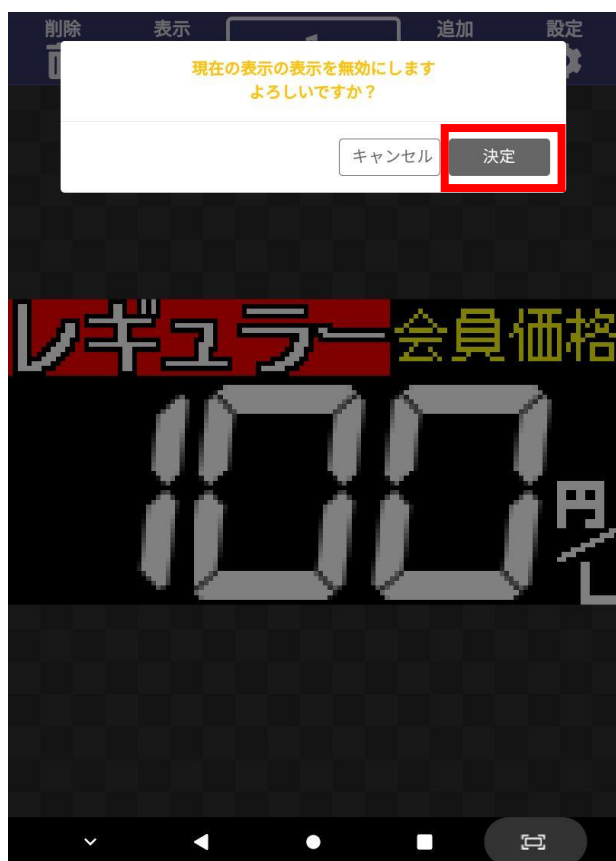 削除 表示 追加 設定
現在の表示の表示を無効にします
よろしいですか？
キャンセル 決定
レギュラー 会員価格
100 円/L